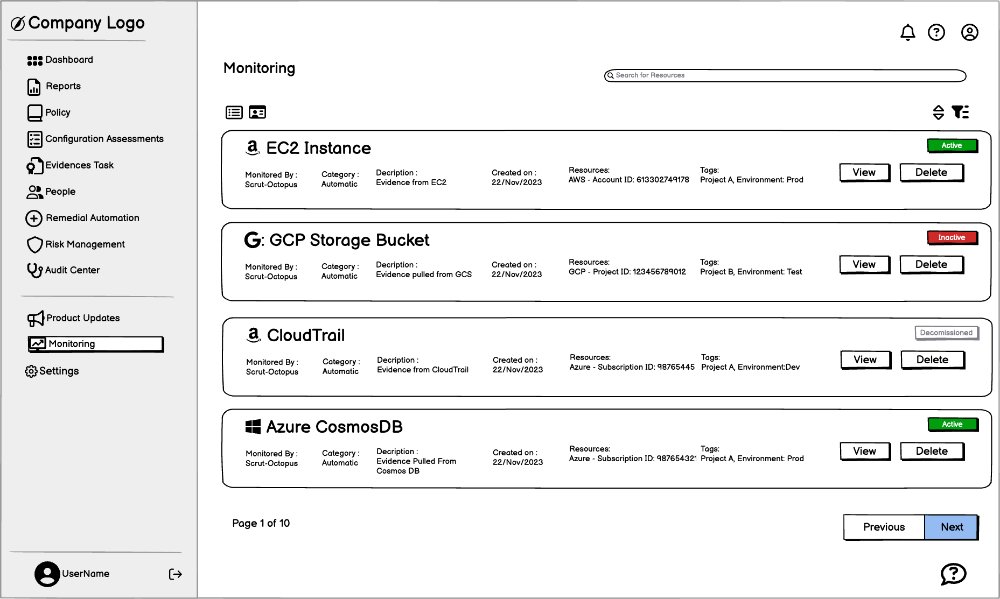 Company Logo
Dashboard
Reports
Policy
Configuration Assessments
Evidences Task
People
Remedial Automation
Risk Management
Audit Center
Product Updates
Monitoring
Settings
UserName
Monitoring
Search for Resources
EC2 Instance
Active
Monitored By :
Scrut-Octopus
Category :
Automatic
Decription :
Evidence from EC2
Created on :
22/Nov/2023
Resources:
AWS - Account ID: 613302749178
Tags:
Project A, Environment: Prod
View
Delete
G: GCP Storage Bucket
Inactive
Monitored By :
Scrut-Octopus
Category :
Automatic
Decription :
Evidence pulled from GCS
Created on :
22/Nov/2023
Resources:
GCP - Project ID: 123456789012
Tags:
Project B, Environment: Test
View
Delete
CloudTrail
Decomissioned
Monitored By :
Scrut-Octopus
Category :
Automatic
Decription :
Evidence from CloudTrail
Created on :
22/Nov/2023
Resources:
Azure - Subscription ID: 98765445
Tags:
Project A, Environment:Dev
View
Delete
Azure CosmosDB
Active
Monitored By :
Scrut-Octopus
Category :
Automatic
Decription :
Evidence Pulled From
Cosmos DB
Created on :
22/Nov/2023
Resources:
Azure - Subscription ID: 987654321
Tags:
Project A, Environment: Prod
View
Delete
Page 1 of 10
Previous
Next